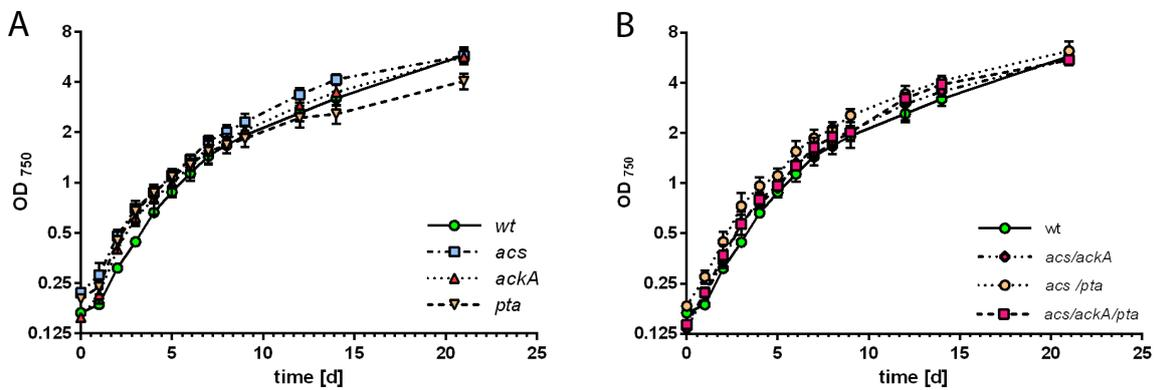 A
8
4
2
1
0.5
0.25
0.125
OD 750
0 5 10 15 20 25
time [d]
wt
acs
ackA
pta
B
8
4
2
1
0.5
0.25
0.125
OD 750
0 5 10 15 20 25
time [d]
wt
acs/ackA
acs /pta
acs/ackA/pta